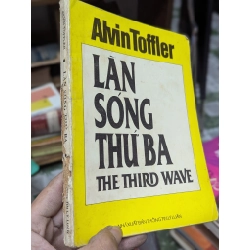 Alvin Toffler
LÀN
SÓNG
THỨ BA
THE THIRD WAVE